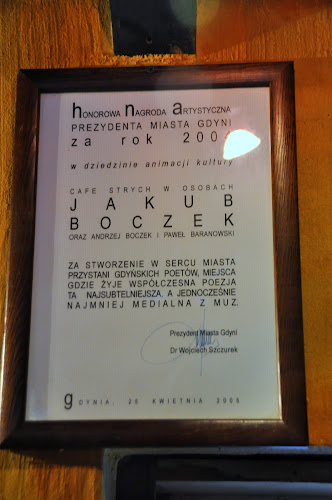 hONOROWA nAGRODA aRTYSTYCZNA
PREZYDENTA MIASTA GDYNI
za rok
w dziedzinie animacji kultury
CAFE STRYCH W OSOBACH
JAKUB
BOCZEK
ORAZ ANDRZEJ BOCZEK I PAWEŁ BARANOWSKI
ZA STWORZENIE W SERCU MIASTA
PRZYSTANI GDYŃSKICH POETÓW, MIEJSCA
GDZIE ŻYJE WSPÓŁCZESNA POEZJA
TA NAJSUBTELNIEJSZA, A JEDNOCZEŚNIE
NAJMNIEJ MEDIALNA Z MUZ.
Prezydent Miasta Gdyni
Dr Wojciech Szczurek
gDYNIA, 26 KWIETNIA 2006